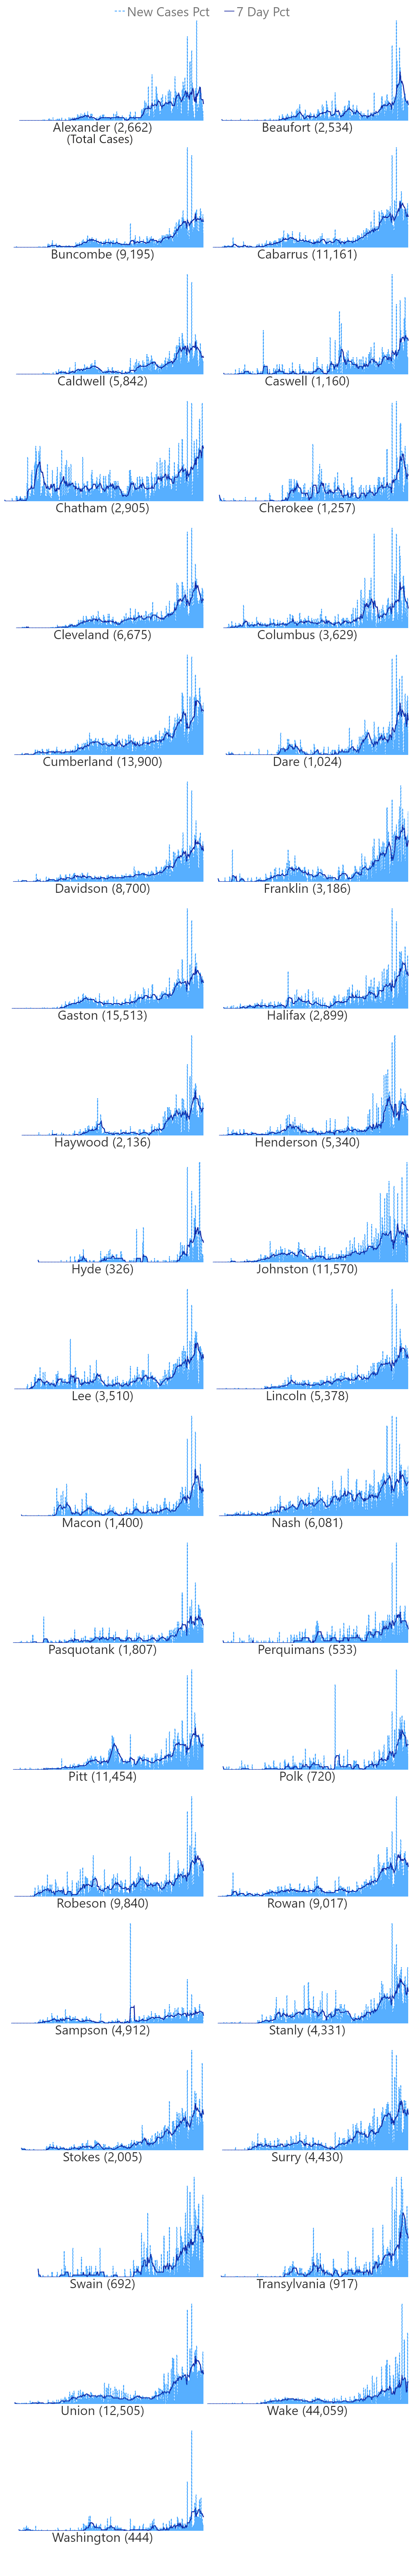 New Cases Pct 7 Day Pct
Alexander (2,662)
(Total Cases)
Beaufort (2,534)
Buncombe (9,195)
Cabarrus (11,161)
Caldwell (5,842)
Caswell (1,160)
Chatham (2,905)
Cherokee (1,257)
Cleveland (6,675)
Columbus (3,629)
Cumberland (13,900)
Dare (1,024)
Davidson (8,700)
Franklin (3,186)
Gaston (15,513)
Halifax (2,899)
Haywood (2,136)
Henderson (5,340)
Hyde (326)
Johnston (11,570)
Lee (3,510)
Lincoln (5,378)
Macon (1,400)
Nash (6,081)
Pasquotank (1,807)
Perquimans (533)
Pitt (11,454)
Polk (720)
Robeson (9,840)
Rowan (9,017)
Sampson (4,912)
Stanly (4,331)
Stokes (2,005)
Surry (4,430)
Swain (692)
Transylvania (917)
Union (12,505)
Wake (44,059)
Washington (444)